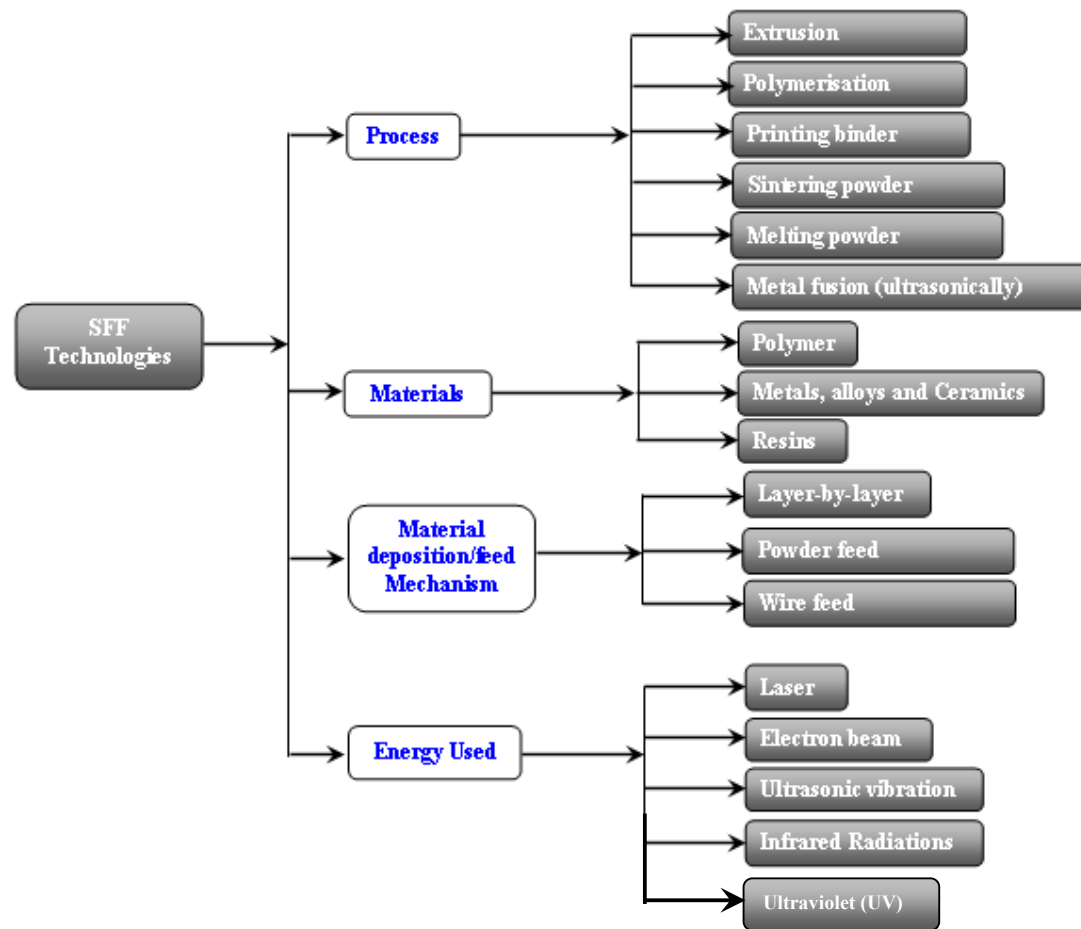 SFF
Technologies
Process
Extrusion
Polymerisation
Printing binder
Sintering powder
Melting powder
Metal fusion (ultrasonically)
Materials
Polymer
Metals, alloys and Ceramics
Resins
Material
deposition/feed
Mechanism
Layer-by-layer
Powder feed
Wire feed
Energy Used
Laser
Electron beam
Ultrasonic vibration
Infrared Radiations
Ultraviolet (UV)